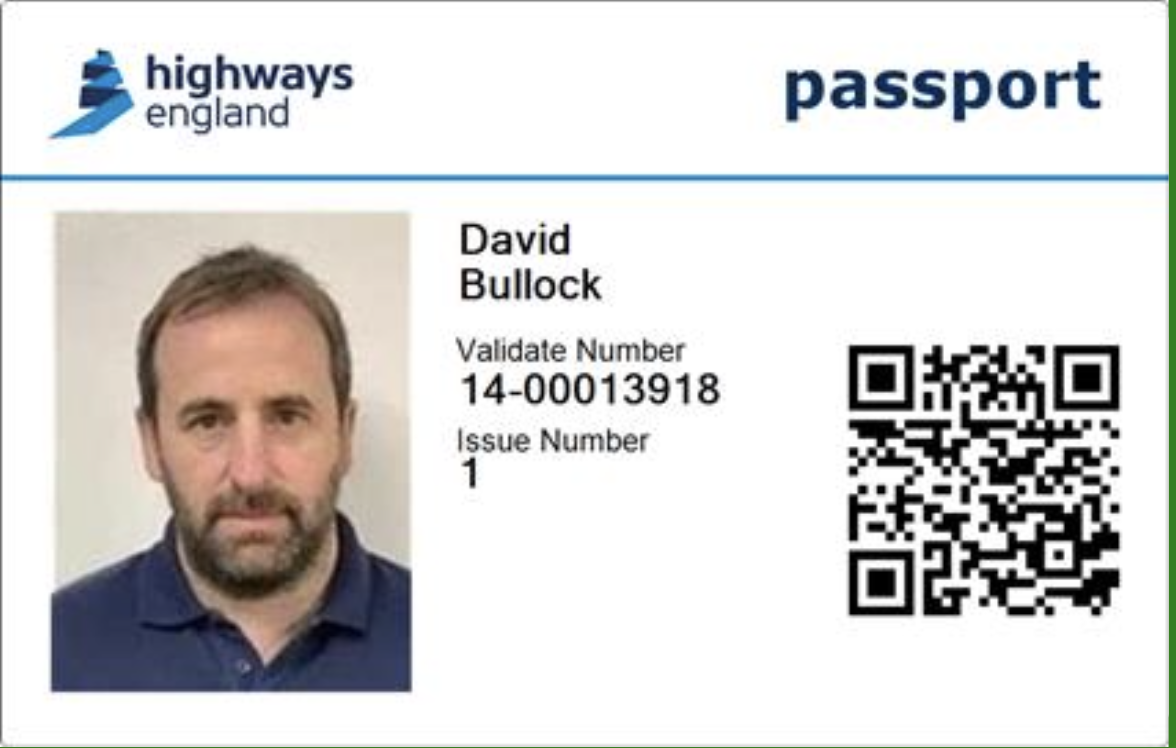 highways
england
passport
David
Bullock
Validate Number
14-00013918
Issue Number
1